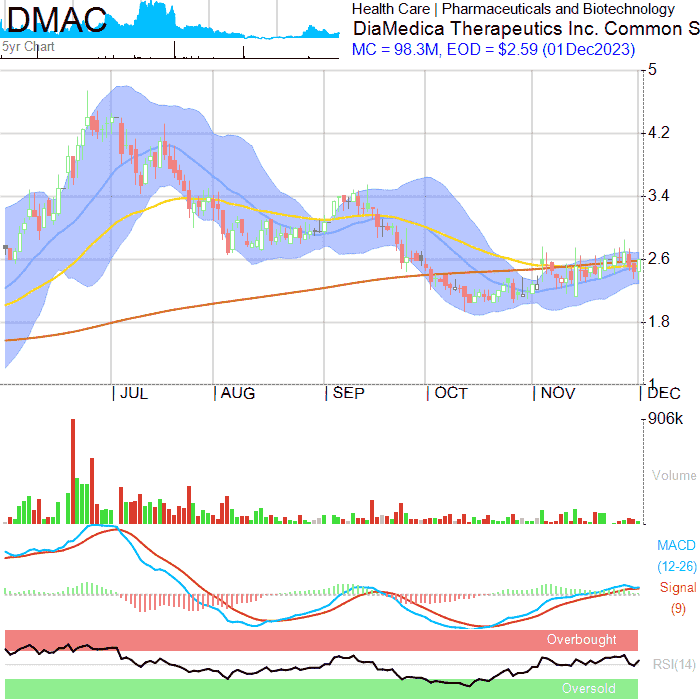 DMAC
5yr Chart
Health Care | Pharmaceuticals and Biotechnology
DiaMedica Therapeutics Inc. Common S
MC = 98.3M, EOD = $2.59 (01Dec2023)
5
4.2
3.4
2.6
1.8
1
JUL AUG SEP OCT NOV DEC
906k
Volume
MACD
(12-26)
Signal
(9)
Overbought
RSI(14)
Oversold